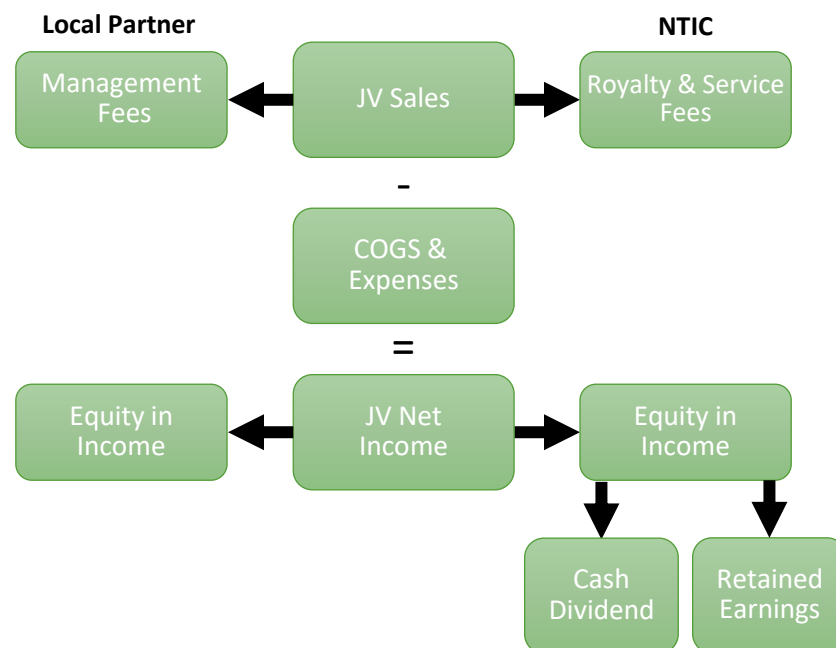 Local Partner
NTIC
Management
Fees
JV Sales
Royalty & Service
Fees
-
COGS &
Expenses
=
Equity in
Income
JV Net
Income
Equity in
Income
Cash
Dividend
Retained
Earnings